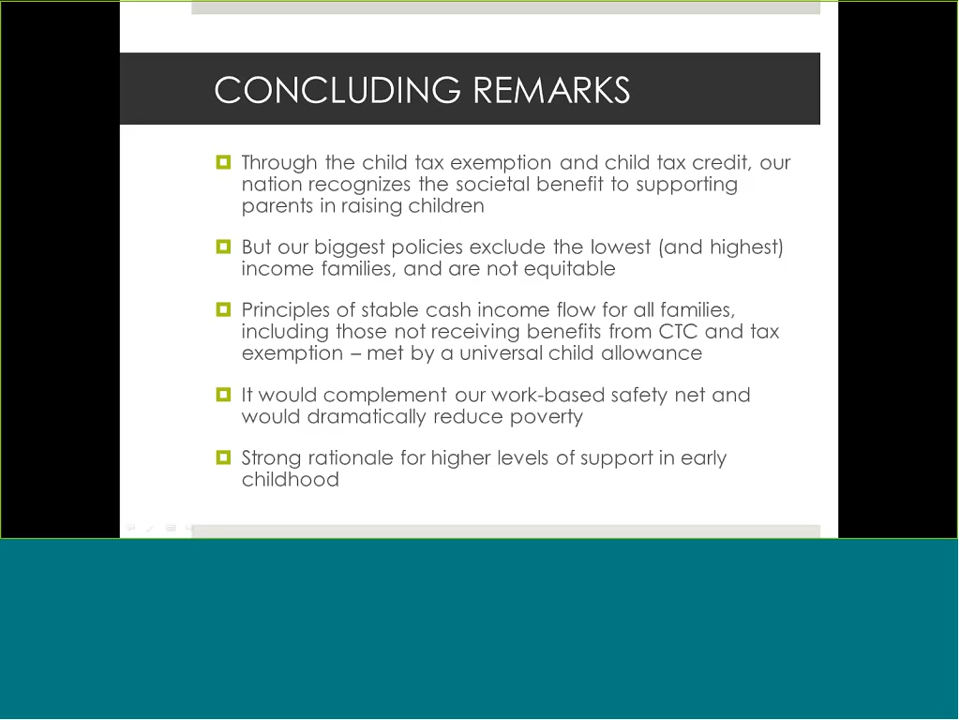 CONCLUDING REMARKS
Through the child tax exemption and child tax credit, our
nation recognizes the societal benefit to supporting
parents in raising children
But our biggest policies exclude the lowest (and highest)
income families, and are not equitable
Principles of stable cash income flow for all families,
including those not receiving benefits from CTC and tax
exemption – met by a universal child allowance
It would complement our work-based safety net and
would dramatically reduce poverty
Strong rationale for higher levels of support in early
childhood